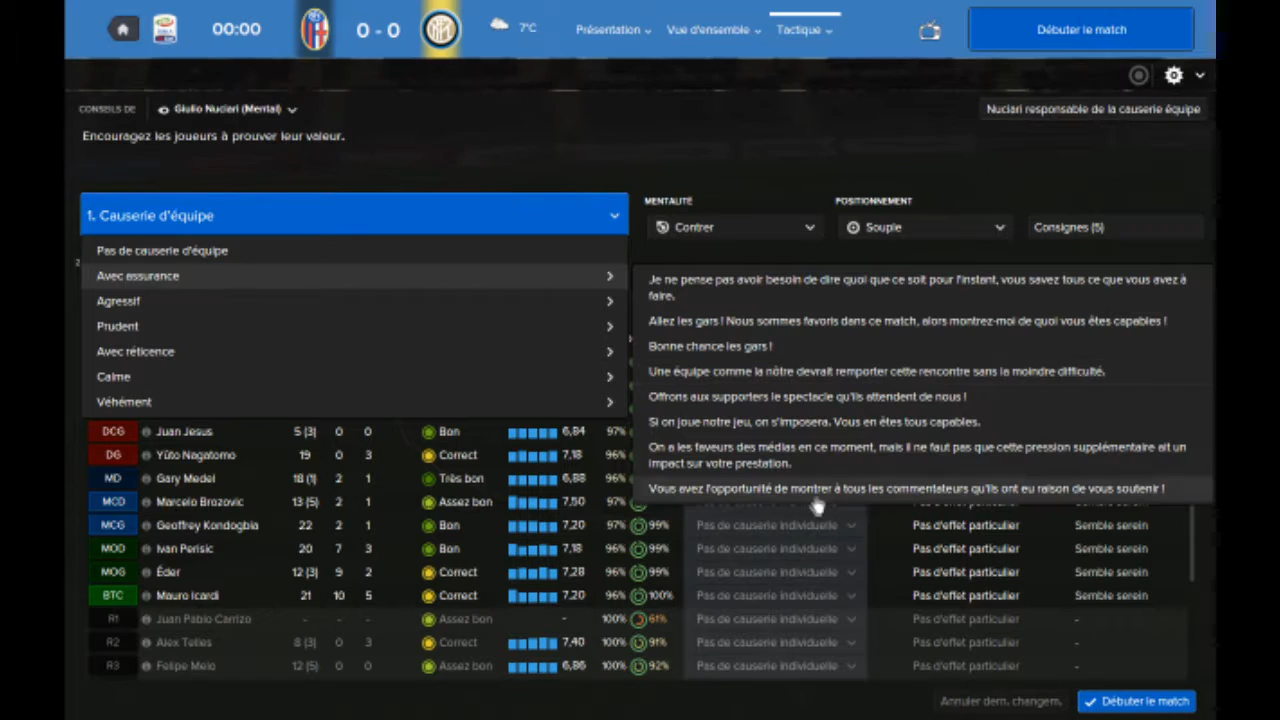 00:00
0 - 0
7°C
Présentation
Vue d'ensemble
Tactique
Débuter le match
CONSEILS DE
Giulio Nuciari (Mental)
Nuciari responsable de la causerie équipe
Encouragez les joueurs à prouver leur valeur.
1. Causerie d'équipe
MENTALITÉ
POSITIONNEMENT
Contrer
Souple
Consignes (5)
Pas de causerie d'équipe
Avec assurance
Agressif
Prudent
Avec réticence
Calme
Véhément
Je ne pense pas avoir besoin de dire quoi que ce soit pour l'instant, vous savez tous ce que vous avez à
faire.
Allez les gars ! Nous sommes favoris dans ce match, alors montrez-moi de quoi vous êtes capables !
Bonne chance les gars !
Une équipe comme la nôtre devrait remporter cette rencontre sans la moindre difficulté.
Offrons aux supporters le spectacle qu'ils attendent de nous !
Si on joue notre jeu, on s'imposera. Vous en êtes tous capables.
On a les faveurs des médias en ce moment, mais il ne faut pas que cette pression supplémentaire ait un
impact sur votre prestation.
Vous avez l'opportunité de montrer à tous les commentateurs qu'ils ont eu raison de vous soutenir !
DCG Juan Jesus 5 (3) 0 0 Bon 6,84 97%
DG Yūto Nagatomo 19 0 3 Correct 7,18 96%
MD Gary Medel 18 (1) 2 1 Très bon 6,88 96%
MCD Marcelo Brozovic 13 (5) 2 1 Assez bon 7,50 97%
MCG Geoffrey Kondogbia 22 2 1 Bon 7,20 97% 99% Pas de causerie individuelle Pas d'effet particulier Semble serein
MOD Ivan Perisic 20 7 3 Bon 7,18 96% 99% Pas de causerie individuelle Pas d'effet particulier Semble serein
MOG Éder 12 (3) 9 2 Correct 7,28 96% 99% Pas de causerie individuelle Pas d'effet particulier Semble serein
BTC Mauro Icardi 21 10 5 Correct 7,20 96% 100% Pas de causerie individuelle Pas d'effet particulier Semble serein
R1 Juan Pablo Carrizo - - - Assez bon - 100% 61% Pas de causerie individuelle Pas d'effet particulier -
R2 Alex Telles 8 (3) 0 3 Correct 7,40 100% 91% Pas de causerie individuelle Pas d'effet particulier -
R3 Felipe Melo 12 (5) 0 0 Assez bon 6,86 100% 92% Pas de causerie individuelle Pas d'effet particulier -
Annuler dern. changem.
Débuter le match